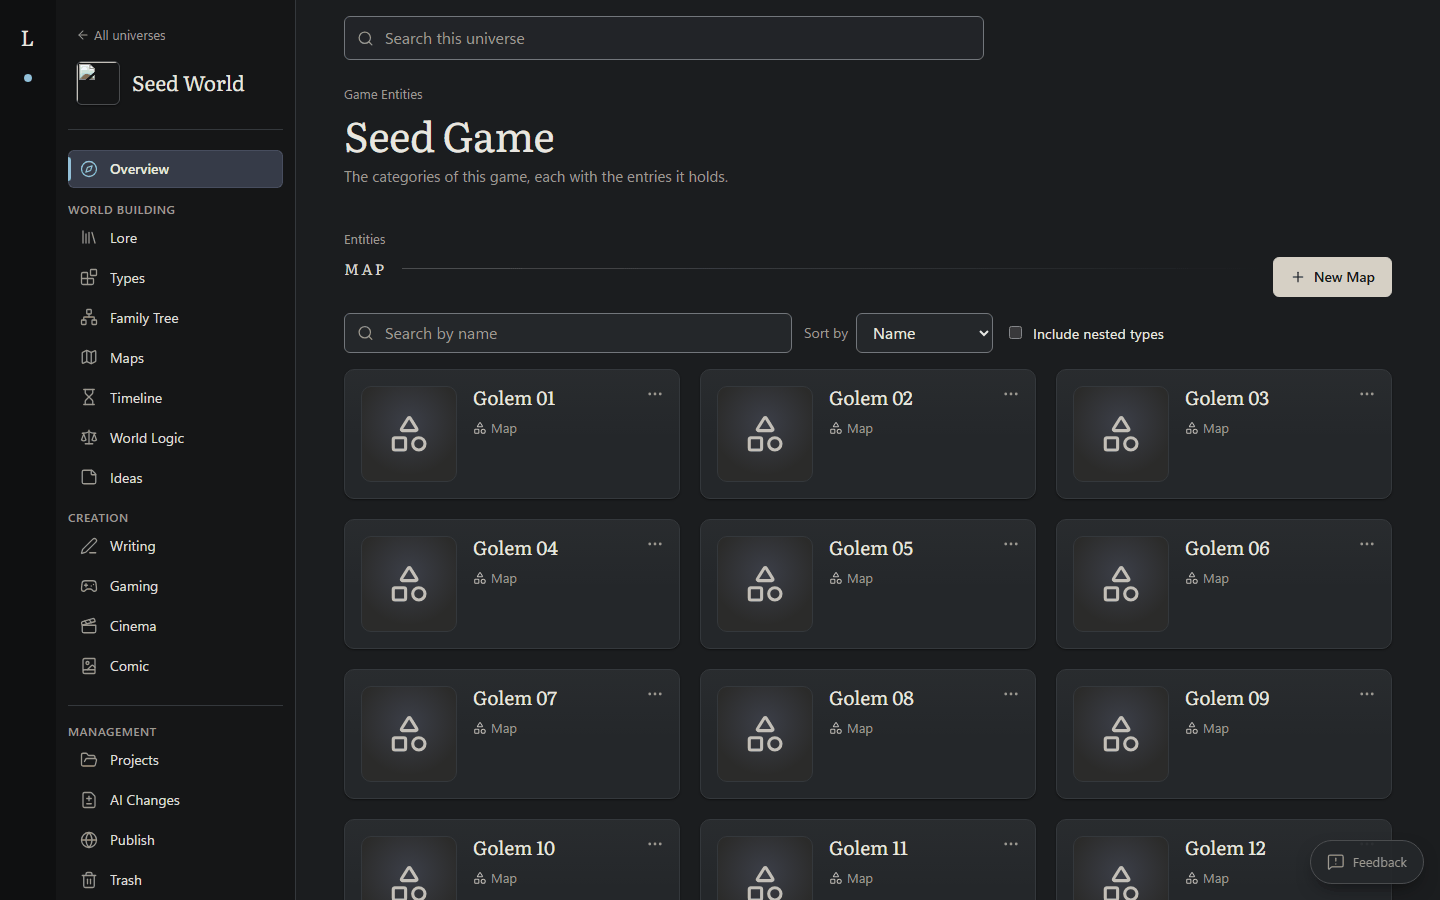 L
All universes
Seed World
Overview
WORLD BUILDING
Lore
Types
Family Tree
Maps
Timeline
World Logic
Ideas
CREATION
Writing
Gaming
Cinema
Comic
MANAGEMENT
Projects
AI Changes
Publish
Trash
Search this universe
Game Entities
Seed Game
The categories of this game, each with the entries it holds.
Entities
MAP
New Map
Search by name
Sort by
Name
Include nested types
Golem 01
Map
Golem 02
Map
Golem 03
Map
Golem 04
Map
Golem 05
Map
Golem 06
Map
Golem 07
Map
Golem 08
Map
Golem 09
Map
Golem 10
Map
Golem 11
Map
Golem 12
Map
Feedback